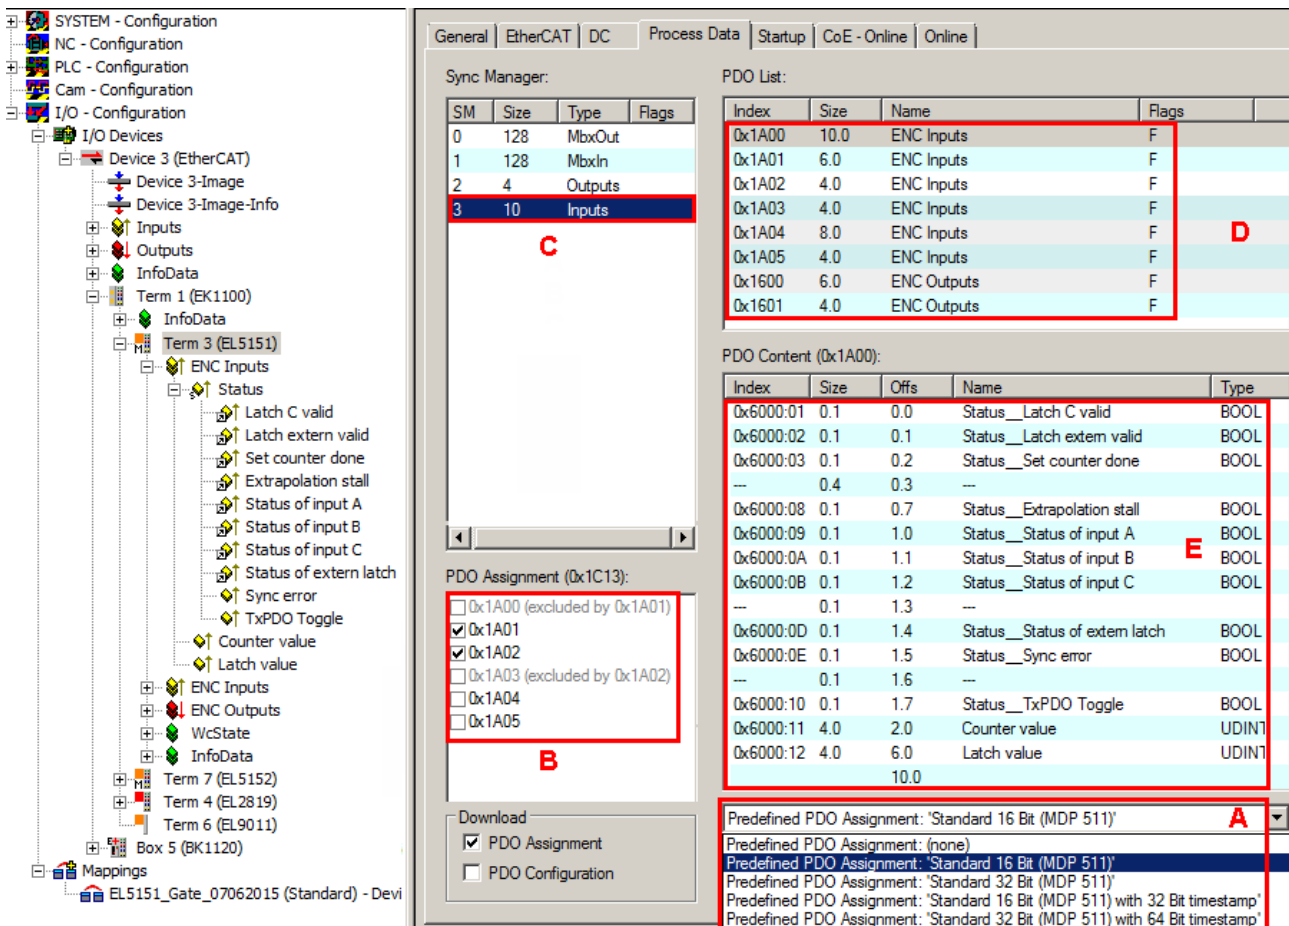 SYSTEM - Configuration
NC - Configuration
PLC - Configuration
Cam - Configuration
I/O - Configuration
I/O Devices
Device 3 (EtherCAT)
Device 3-Image
Device 3-Image-Info
Inputs
Outputs
InfoData
Term 1 (EK1100)
InfoData
Term 3 (EL5151)
ENC Inputs
Status
Latch C valid
Latch extern valid
Set counter done
Extrapolation stall
Status of input A
Status of input B
Status of input C
Status of extern latch
Sync error
TxPDO Toggle
Counter value
Latch value
ENC Inputs
ENC Outputs
WcState
InfoData
Term 7 (EL5152)
Term 4 (EL2819)
Term 6 (EL9011)
Box 5 (BK1120)
Mappings
EL5151_Gate_07062015 (Standard) - Devi
General EtherCAT DC Process Data Startup CoE - Online Online
Sync Manager:
SM Size Type Flags
0 128 MbxOut
1 128 MbxIn
2 4 Outputs
3 10 Inputs
C
PDO Assignment (0x1C13):
0x1A00 (excluded by 0x1A01)
0x1A01
0x1A02
0x1A03 (excluded by 0x1A02)
0x1A04
0x1A05
B
Download
PDO Assignment
PDO Configuration
PDO List:
Index Size Name Flags
0x1A00 10.0 ENC Inputs F
0x1A01 6.0 ENC Inputs F
0x1A02 4.0 ENC Inputs F
0x1A03 4.0 ENC Inputs F
0x1A04 8.0 ENC Inputs F
0x1A05 4.0 ENC Inputs F
0x1600 6.0 ENC Outputs F
0x1601 4.0 ENC Outputs F
D
PDO Content (0x1A00):
Index Size Offs Name Type
0x6000:01 0.1 0.0 Status__Latch C valid BOOL
0x6000:02 0.1 0.1 Status__Latch extern valid BOOL
0x6000:03 0.1 0.2 Status__Set counter done BOOL
--- 0.4 0.3 ---
0x6000:08 0.1 0.7 Status__Extrapolation stall BOOL
0x6000:09 0.1 1.0 Status__Status of input A BOOL
0x6000:0A 0.1 1.1 Status__Status of input B BOOL
0x6000:0B 0.1 1.2 Status__Status of input C BOOL
--- 0.1 1.3 ---
0x6000:0D 0.1 1.4 Status__Status of extern latch BOOL
0x6000:0E 0.1 1.5 Status__Sync error BOOL
--- 0.1 1.6 ---
0x6000:10 0.1 1.7 Status__TxPDO Toggle BOOL
0x6000:11 4.0 2.0 Counter value UDINT
0x6000:12 4.0 6.0 Latch value UDINT
10.0
E
Predefined PDO Assignment: 'Standard 16 Bit (MDP 511)'
A
Predefined PDO Assignment: (none)
Predefined PDO Assignment: 'Standard 16 Bit (MDP 511)'
Predefined PDO Assignment: 'Standard 32 Bit (MDP 511)'
Predefined PDO Assignment: 'Standard 16 Bit (MDP 511) with 32 Bit timestamp'
Predefined PDO Assignment: 'Standard 32 Bit (MDP 511) with 64 Bit timestamp'